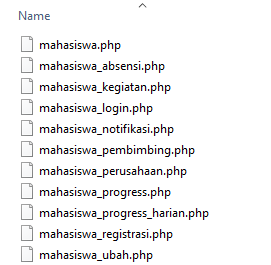 Name
mahasiswa.php
mahasiswa_absensi.php
mahasiswa_kegiatan.php
mahasiswa_login.php
mahasiswa_notifikasi.php
mahasiswa_pembimbing.php
mahasiswa_perusahaan.php
mahasiswa_progress.php
mahasiswa_progress_harian.php
mahasiswa_registrasi.php
mahasiswa_ubah.php